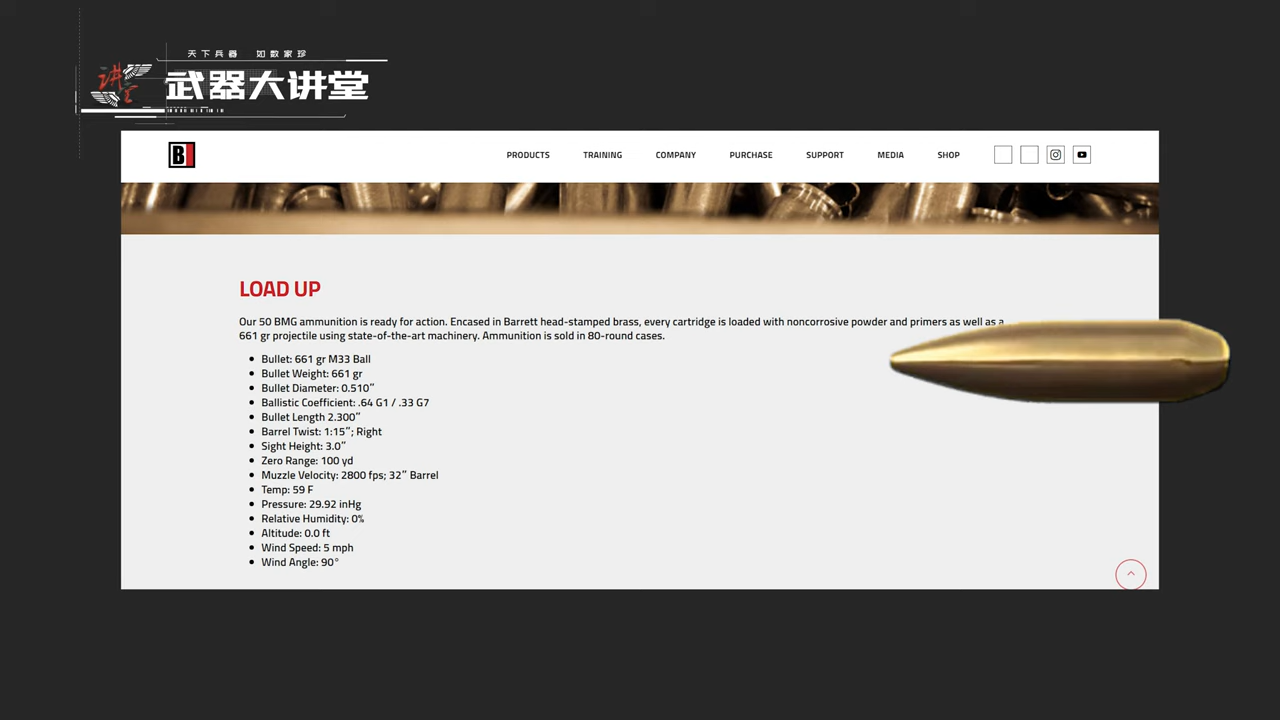 天下兵器 如数家珍
讲堂
武器大讲堂
B
PRODUCTS TRAINING COMPANY PURCHASE SUPPORT MEDIA SHOP
LOAD UP
Our 50 BMG ammunition is ready for action. Encased in Barrett head-stamped brass, every cartridge is loaded with noncorrosive powder and primers as well as a
661 gr projectile using state-of-the-art machinery. Ammunition is sold in 80-round cases.
• Bullet: 661 gr M33 Ball
• Bullet Weight: 661 gr
• Bullet Diameter: 0.510″
• Ballistic Coefficient: .64 G1 / .33 G7
• Bullet Length 2.300″
• Barrel Twist: 1:15″; Right
• Sight Height: 3.0″
• Zero Range: 100 yd
• Muzzle Velocity: 2800 fps; 32″ Barrel
• Temp: 59 F
• Pressure: 29.92 inHg
• Relative Humidity: 0%
• Altitude: 0.0 ft
• Wind Speed: 5 mph
• Wind Angle: 90°